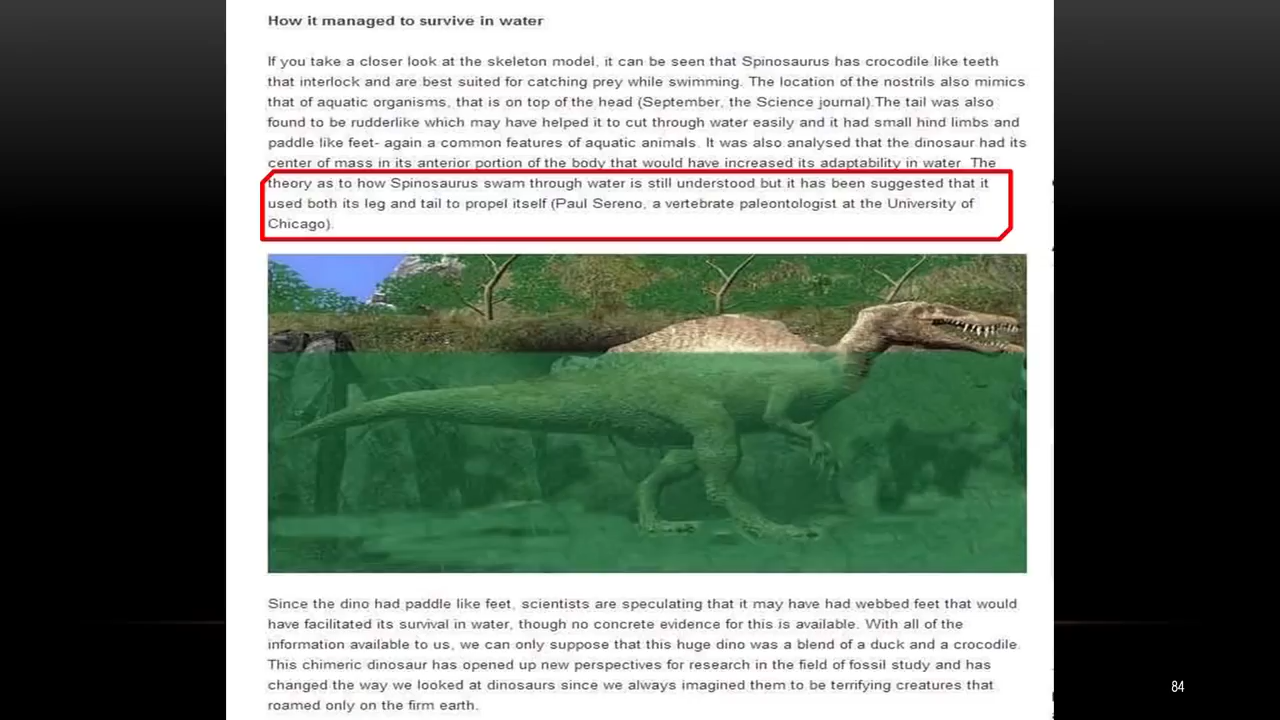 How it managed to survive in water
If you take a closer look at the skeleton model, it can be seen that Spinosaurus has crocodile like teeth
that interlock and are best suited for catching prey while swimming. The location of the nostrils also mimics
that of aquatic organisms, that is on top of the head (September, the Science journal).The tail was also
found to be rudderlike which may have helped it to cut through water easily and it had small hind limbs and
paddle like feet- again a common features of aquatic animals. It was also analysed that the dinosaur had its
center of mass in its anterior portion of the body that would have increased its adaptability in water. The
theory as to how Spinosaurus swam through water is still understood but it has been suggested that it
used both its leg and tail to propel itself (Paul Sereno, a vertebrate paleontologist at the University of
Chicago).
Since the dino had paddle like feet, scientists are speculating that it may have had webbed feet that would
have facilitated its survival in water, though no concrete evidence for this is available. With all of the
information available to us, we can only suppose that this huge dino was a blend of a duck and a crocodile.
This chimeric dinosaur has opened up new perspectives for research in the field of fossil study and has
changed the way we looked at dinosaurs since we always imagined them to be terrifying creatures that
roamed only on the firm earth.
84